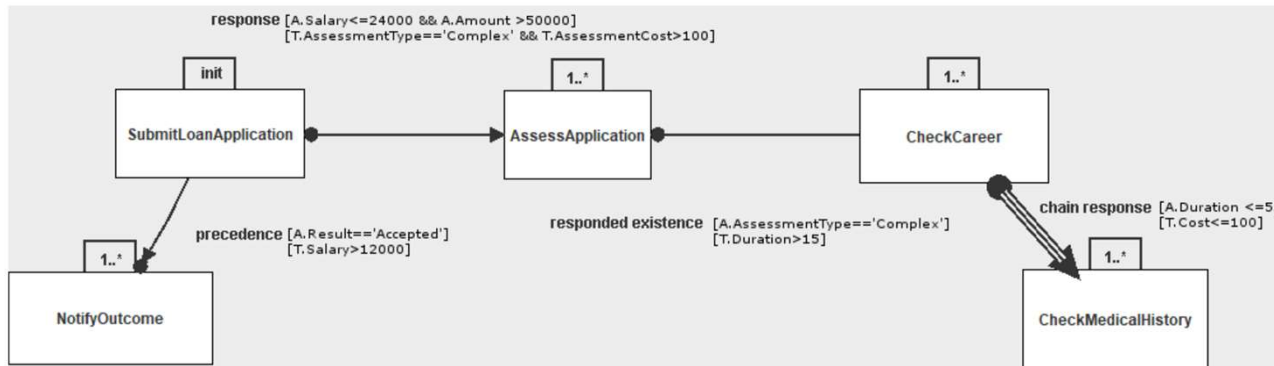 response [A.Salary<=24000 && A.Amount >50000]
[T.AssessmentType=='Complex' && T.AssessmentCost>100]
init
1..*
1..*
SubmitLoanApplication
AssessApplication
CheckCareer
precedence [A.Result=='Accepted']
[T.Salary>12000]
responded existence [A.AssessmentType=='Complex']
[T.Duration>15]
chain response [A.Duration <=5
[T.Cost<=100]
1..*
1..*
NotifyOutcome
CheckMedicalHistory